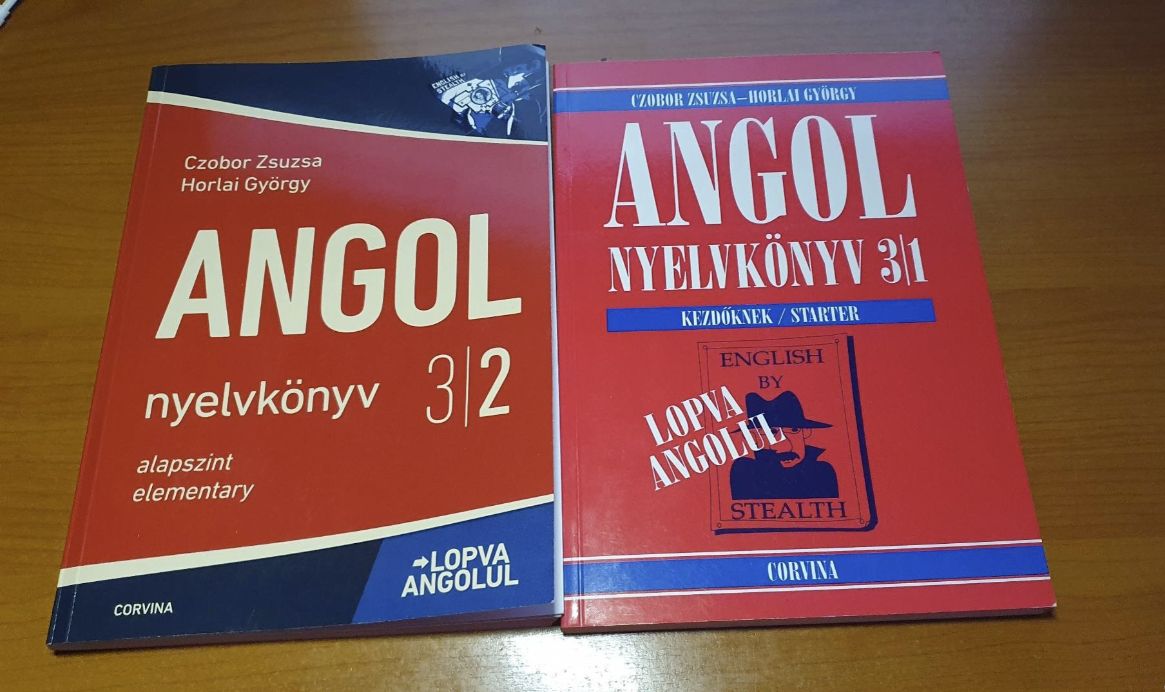 ENGLISH BY
STEALTH
Czobor Zsuzsa
Horlai György
ANGOL
nyelvkönyv 3|2
alapszint
elementary
➞LOPVA
ANGOLUL
CORVINA
CZOBOR ZSUZSA–HORLAI GYÖRGY
ANGOL
NYELVKÖNYV 3|1
KEZDŐKNEK / STARTER
ENGLISH
BY
LOPVA
ANGOLUL
STEALTH
CORVINA